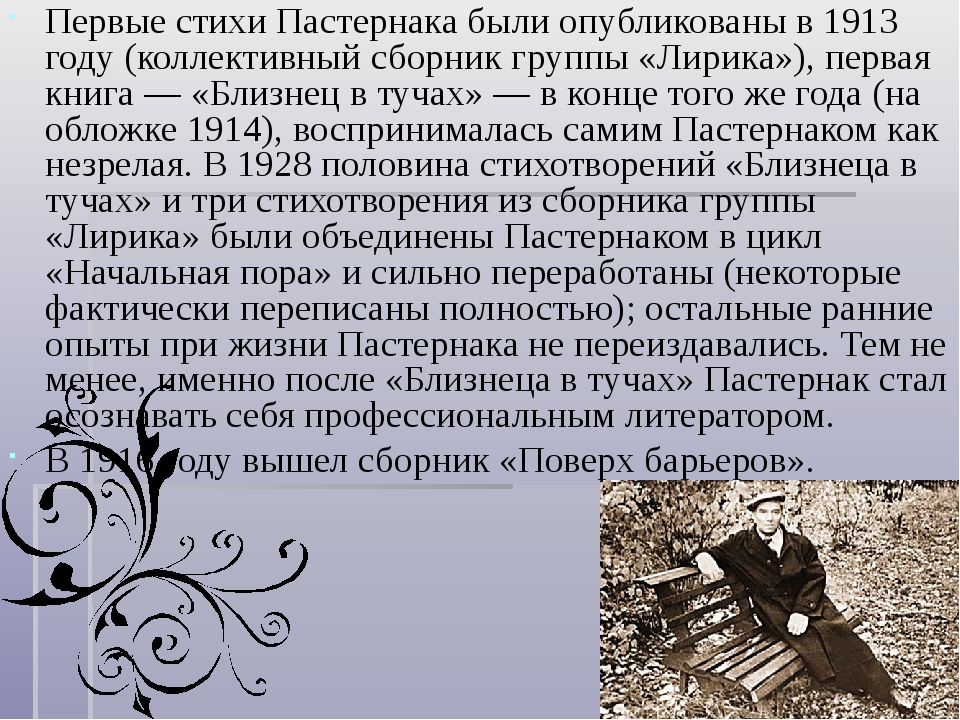 Первые стихи Пастернака были опубликованы в 1913
году (коллективный сборник группы «Лирика»), первая
книга — «Близнец в тучах» — в конце того же года (на
обложке 1914), воспринималась самим Пастернаком как
незрелая. В 1928 половина стихотворений «Близнеца в
тучах» и три стихотворения из сборника группы
«Лирика» были объединены Пастернаком в цикл
«Начальная пора» и сильно переработаны (некоторые
фактически переписаны полностью); остальные ранние
опыты при жизни Пастернака не переиздавались. Тем не
менее, именно после «Близнеца в тучах» Пастернак стал
осознавать себя профессиональным литератором.
В 1916 году вышел сборник «Поверх барьеров».